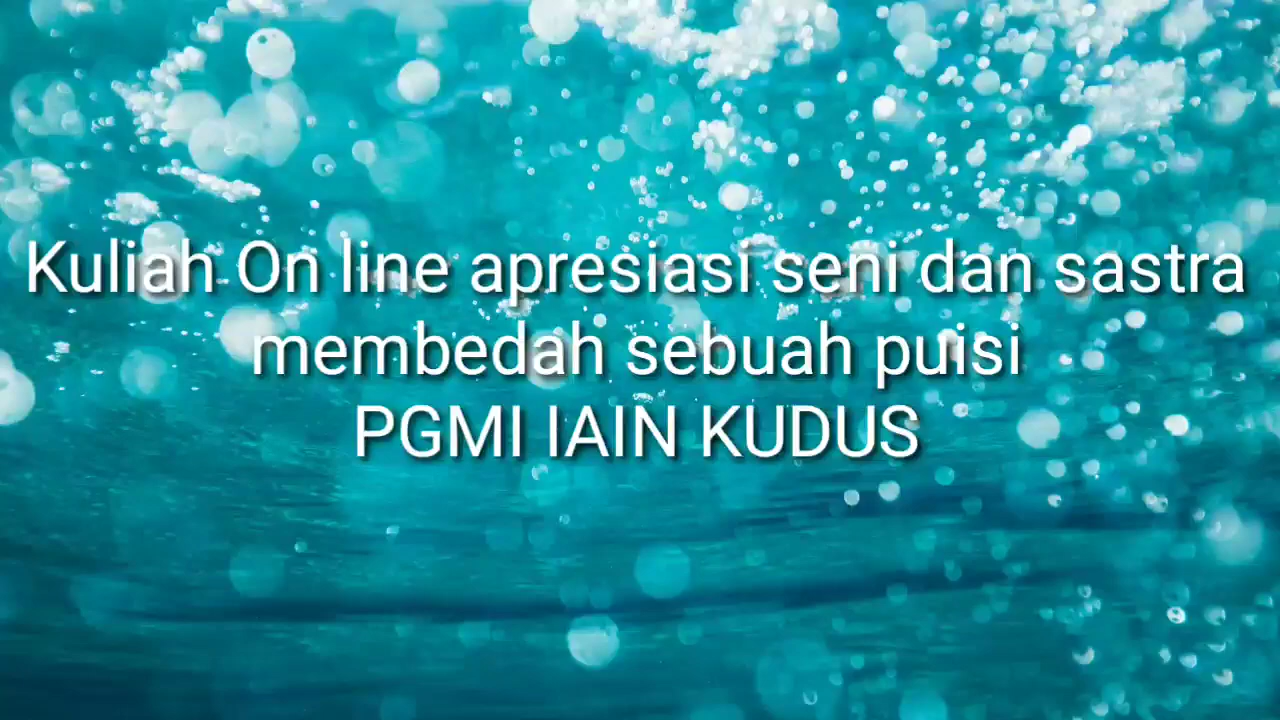 Kuliah On line apresiasi seni dan sastra
membedah sebuah puisi
PGMI IAIN KUDUS